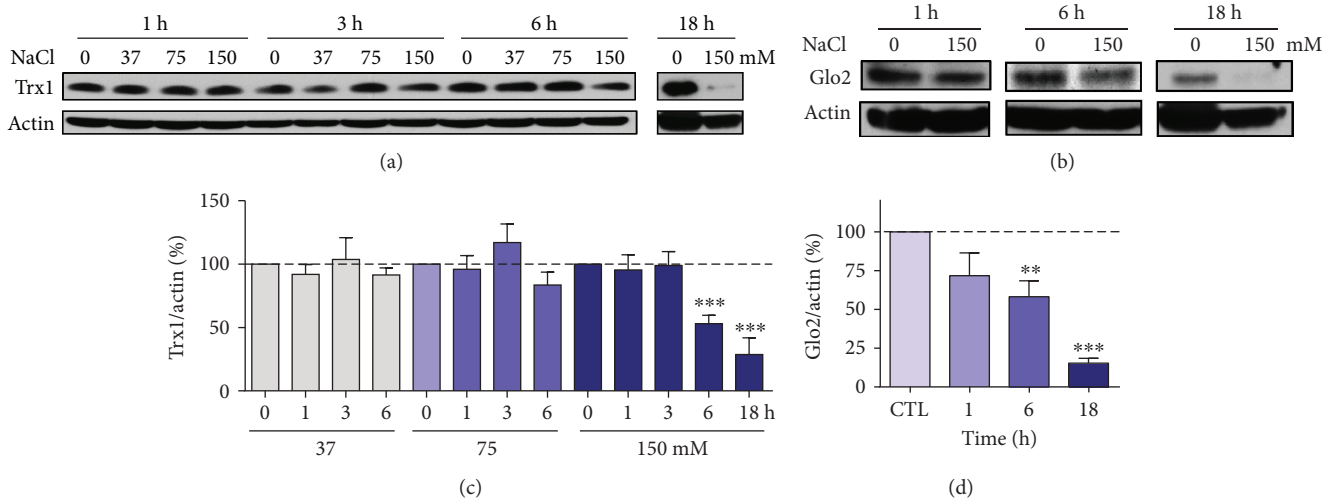 1 h 3 h 6 h 18 h
NaCl 0 37 75 150 0 37 75 150 0 37 75 150 0 150 mM
Trx1
Actin
(a)
1 h 6 h 18 h
NaCl 0 150 0 150 0 150 mM
Glo2
Actin
(b)
150
100
50
0
Trx1/actin (%)
*** ***
0 1 3 6 0 1 3 6 0 1 3 6 18 h
37 75 150 mM
(c)
100
75
50
25
0
Glo2/actin (%)
** ***
CTL 1 6 18
Time (h)
(d)